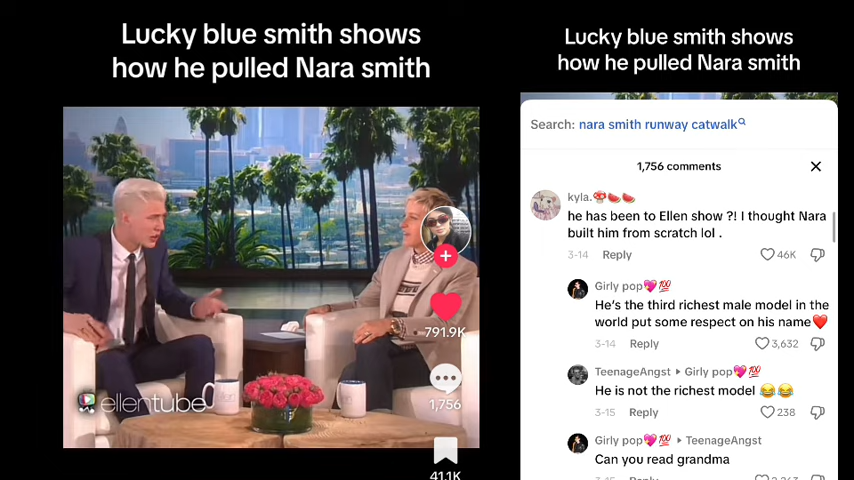 Lucky blue smith shows
how he pulled Nara smith
791.9K
1,756
41.1K
ellentube
Lucky blue smith shows
how he pulled Nara smith
Search: nara smith runway catwalk
1,756 comments
kyla.🍄🍉🍉
he has been to Ellen show ?! I thought Nara
built him from scratch lol .
3-14 Reply 46K
Girly pop💖💯
He's the third richest male model in the
world put some respect on his name❤️
3-14 Reply 3,632
TeenageAngst ▸ Girly pop💖💯
He is not the richest model 😂😂
3-15 Reply 238
Girly pop💖💯 ▸ TeenageAngst
Can you read grandma